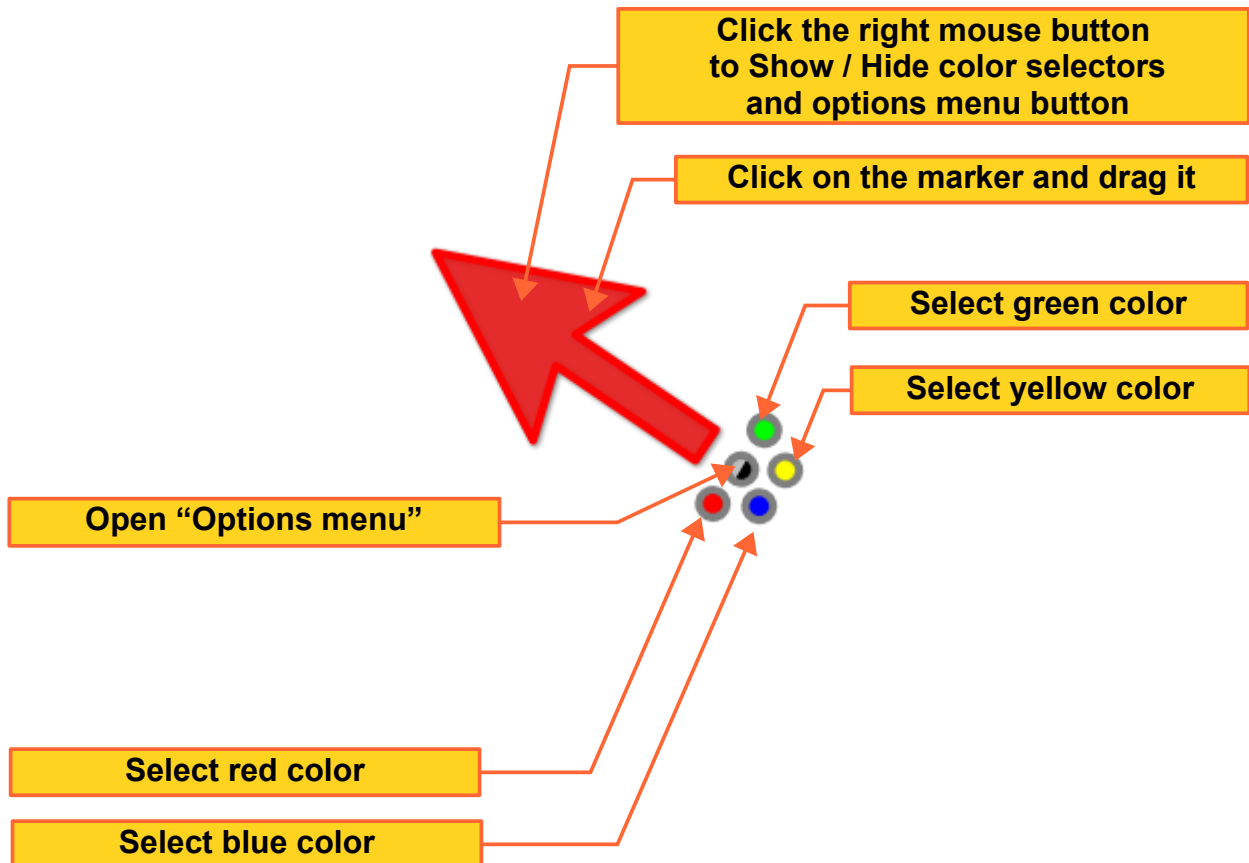 Click the right mouse button
to Show / Hide color selectors
and options menu button
Click on the marker and drag it
Select green color
Select yellow color
Open “Options menu”
Select red color
Select blue color